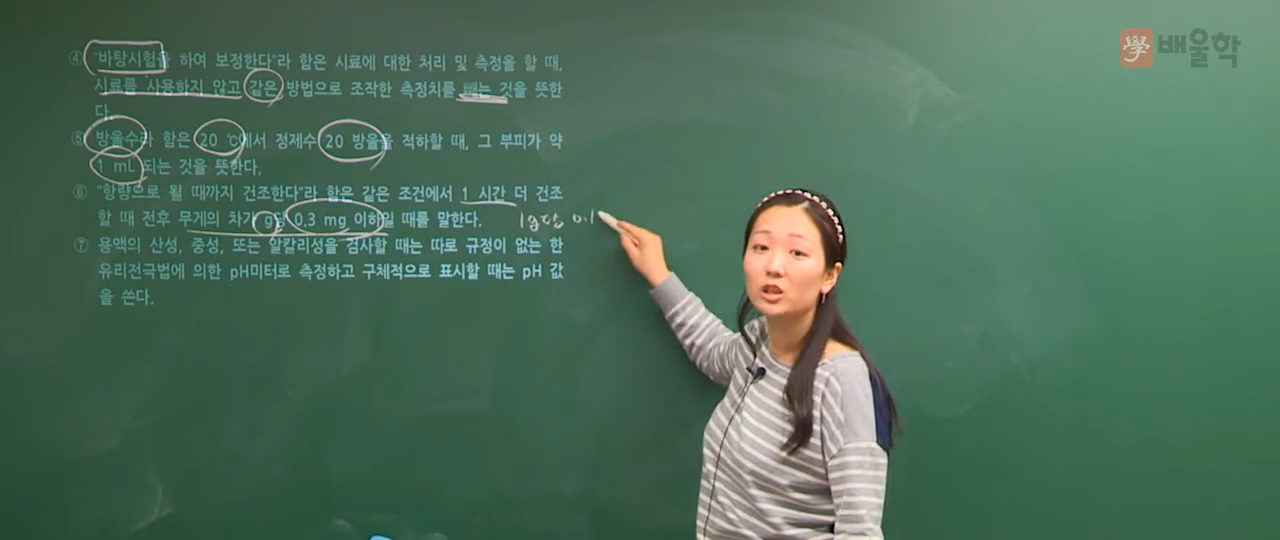 學 배울학
④ "바탕시험을 하여 보정한다"라 함은 시료에 대한 처리 및 측정을 할 때,
시료를 사용하지 않고 같은 방법으로 조작한 측정치를 빼는 것을 뜻한
다.
⑤ 방울수라 함은 20 ℃에서 정제수 20 방울을 적하할 때, 그 부피가 약
1 mL 되는 것을 뜻한다.
⑥ "항량으로 될 때까지 건조한다"라 함은 같은 조건에서 1 시간 더 건조
할 때 전후 무게의 차가 g당 0.3 mg 이하일 때를 말한다. 1g당
⑦ 용액의 산성, 중성, 또는 알칼리성을 검사할 때는 따로 규정이 없는 한
유리전극법에 의한 pH미터로 측정하고 구체적으로 표시할 때는 pH 값
을 쓴다.